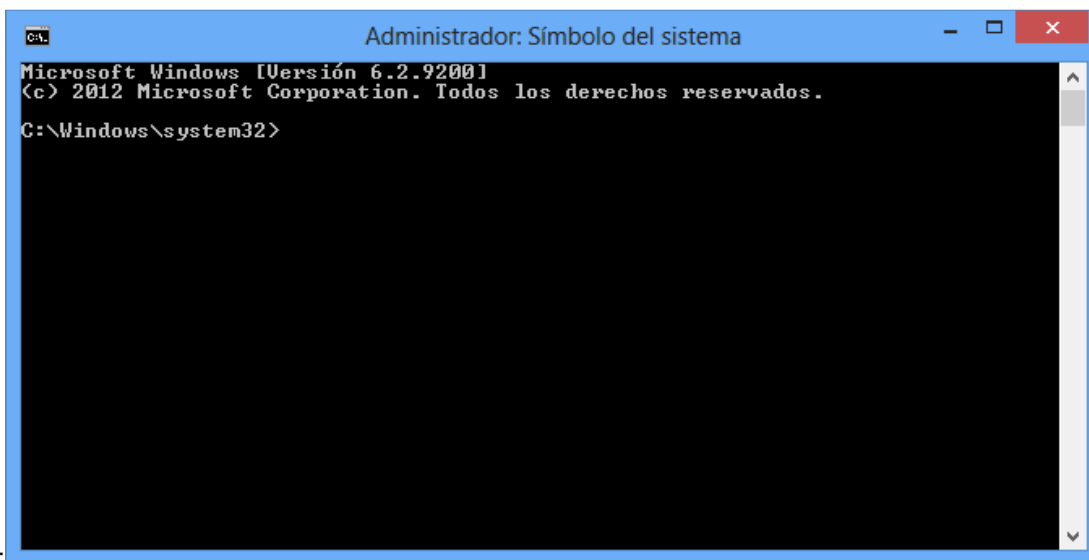 Administrador: Símbolo del sistema
Microsoft Windows [Versión 6.2.9200]
(c) 2012 Microsoft Corporation. Todos los derechos reservados.
C:\Windows\system32>